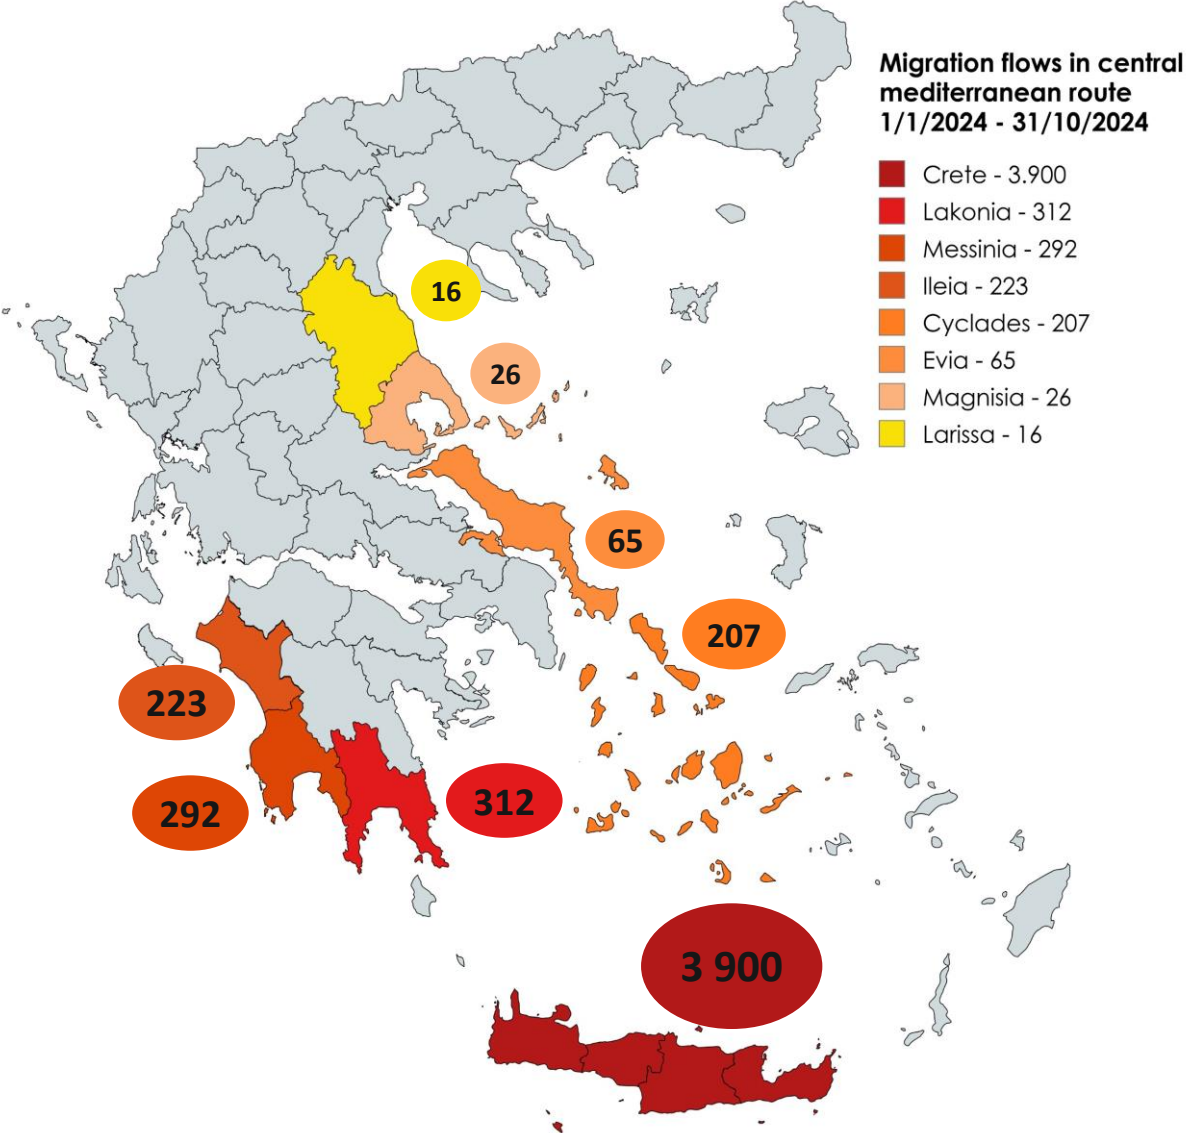 Migration flows in central
mediterranean route
1/1/2024 - 31/10/2024
Crete - 3.900
Lakonia - 312
Messinia - 292
Ileia - 223
Cyclades - 207
Evia - 65
Magnisia - 26
Larissa - 16
16
26
65
207
223
292
312
3 900